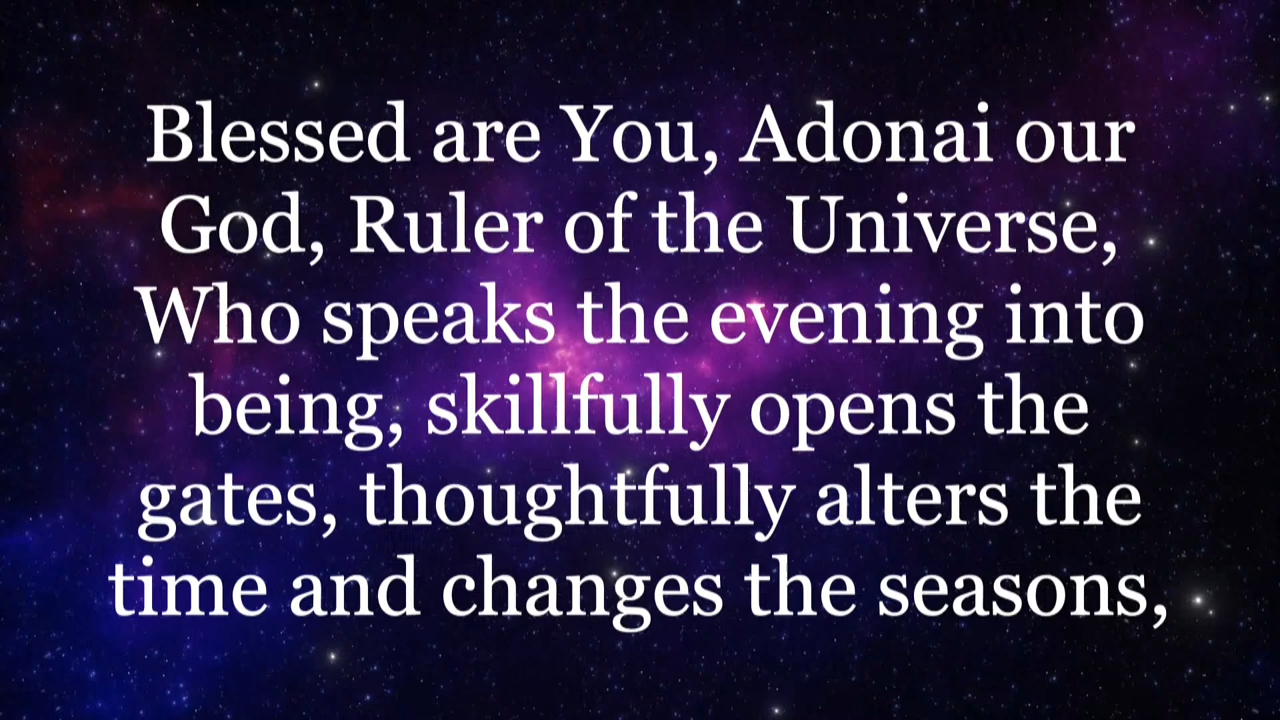 Blessed are You, Adonai our
God, Ruler of the Universe,
Who speaks the evening into
being, skillfully opens the
gates, thoughtfully alters the
time and changes the seasons,